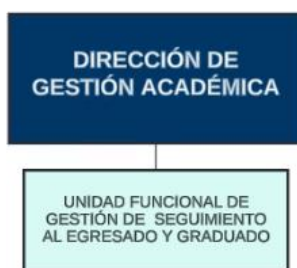 DIRECCIÓN DE
GESTIÓN ACADÉMICA
UNIDAD FUNCIONAL DE
GESTIÓN DE SEGUIMIENTO
AL EGRESADO Y GRADUADO